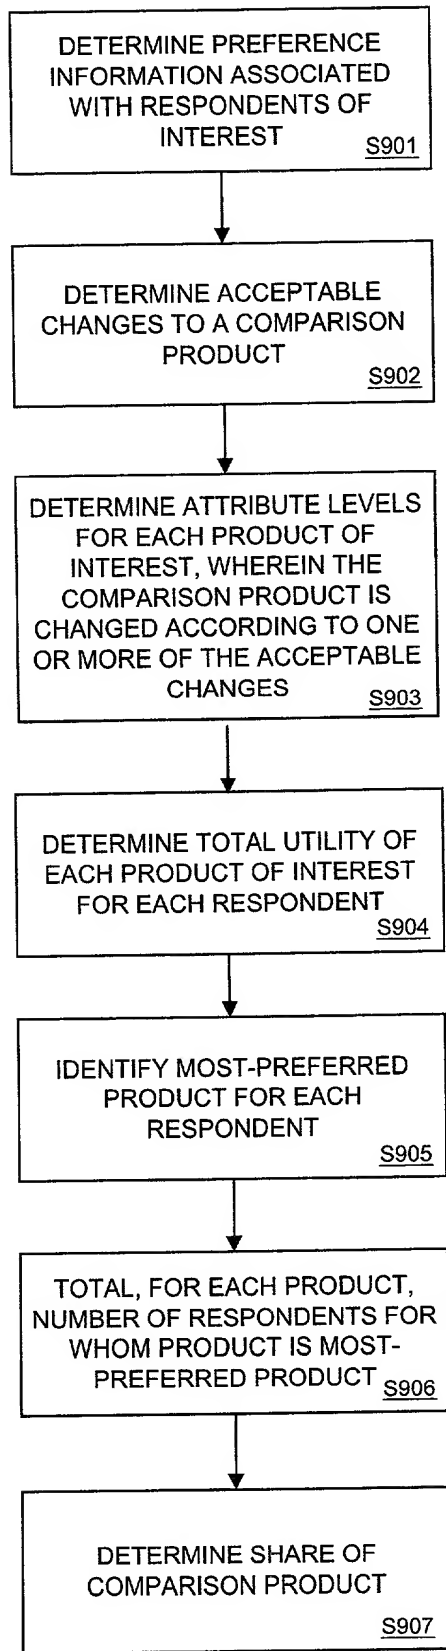 DETERMINE PREFERENCE
INFORMATION ASSOCIATED
WITH RESPONDENTS OF
INTEREST
S901
DETERMINE ACCEPTABLE
CHANGES TO A COMPARISON
PRODUCT
S902
DETERMINE ATTRIBUTE LEVELS
FOR EACH PRODUCT OF
INTEREST, WHEREIN THE
COMPARISON PRODUCT IS
CHANGED ACCORDING TO ONE
OR MORE OF THE ACCEPTABLE
CHANGES
S903
DETERMINE TOTAL UTILITY OF
EACH PRODUCT OF INTEREST
FOR EACH RESPONDENT
S904
IDENTIFY MOST-PREFERRED
PRODUCT FOR EACH
RESPONDENT
S905
TOTAL, FOR EACH PRODUCT,
NUMBER OF RESPONDENTS FOR
WHOM PRODUCT IS MOST-
PREFERRED PRODUCT S906
DETERMINE SHARE OF
COMPARISON PRODUCT
S907